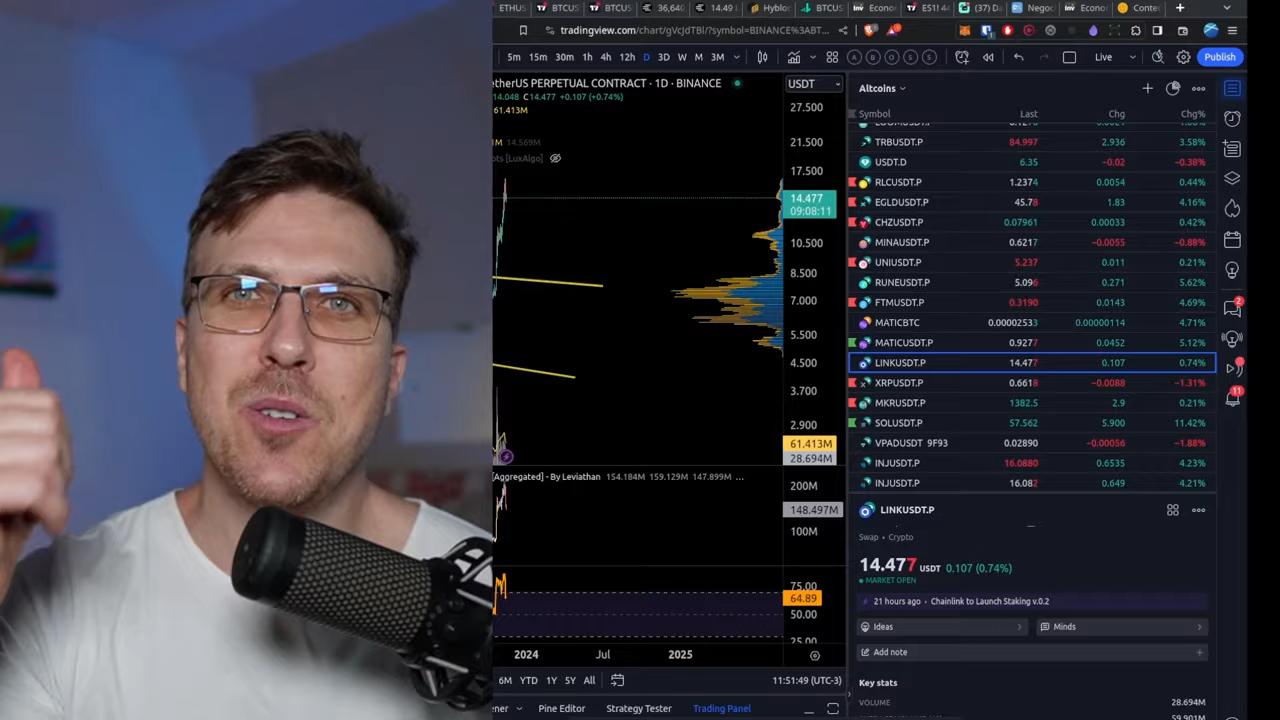 ETHUS BTCUS BTCUS 36,640 14.49 Hybloc BTCUS Econo ES1! 44 (37) D Negoc Econo Conte
tradingview.com/chart/gVcJdTBl/?symbol=BINANCE%3ABT...
5m 15m 30m 1h 4h 12h D 3D W M 3M Live Publish
etherUS PERPETUAL CONTRACT · 1D · BINANCE USDT
14.048 C14.477 +0.107 (+0.74%)
61.413M
14.569M
[LuxAlgo]
27.500
21.500
17.500
14.477
09:08:11
10.500
8.500
7.000
5.500
4.500
3.700
2.900
61.413M
28.694M
[Aggregated] - By Leviathan 154.184M 159.129M 147.899M ...
200M
148.497M
100M
75.00
64.89
50.00
25.00
2024 Jul 2025
6M YTD 1Y 5Y All 11:51:49 (UTC-3)
ener Pine Editor Strategy Tester Trading Panel
Altcoins
Symbol Last Chg Chg%
TRBUSDT.P 84.997 2.936 3.58%
USDT.D 6.35 −0.02 −0.38%
RLCUSDT.P 1.2374 0.0054 0.44%
EGLDUSDT.P 45.78 1.83 4.16%
CHZUSDT.P 0.07961 0.00033 0.42%
MINAUSDT.P 0.6217 −0.0055 −0.88%
UNIUSDT.P 5.237 0.011 0.21%
RUNEUSDT.P 5.096 0.271 5.62%
FTMUSDT.P 0.3190 0.0143 4.69%
MATICBTC 0.00002533 0.00000114 4.71%
MATICUSDT.P 0.9277 0.0452 5.12%
LINKUSDT.P 14.477 0.107 0.74%
XRPUSDT.P 0.6618 −0.0088 −1.31%
MKRUSDT.P 1382.5 2.9 0.21%
SOLUSDT.P 57.562 5.900 11.42%
VPADUSDT 9F93 0.02890 −0.00056 −1.88%
INJUSDT.P 16.0880 0.6535 4.23%
INJUSDT.P 16.082 0.649 4.21%
LINKUSDT.P
Swap • Crypto
14.477 USDT 0.107 (0.74%)
MARKET OPEN
21 hours ago • Chainlink to Launch Staking v.0.2
Ideas Minds
Add note
Key stats
VOLUME 28.694M
2
11